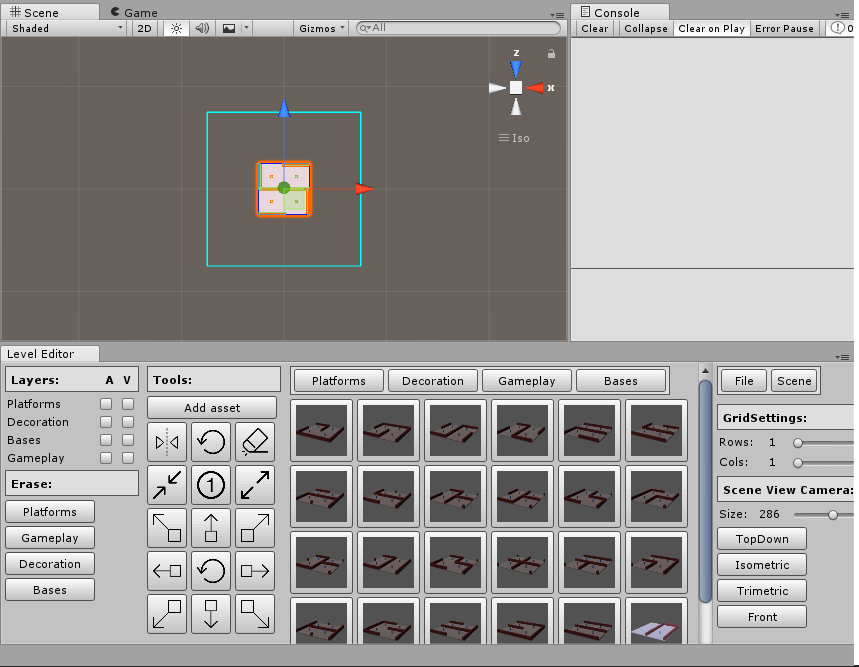 Scene
Game
Shaded
2D
Gizmos
All
z
x
Iso
Console
Clear
Collapse
Clear on Play
Error Pause
0
Level Editor
Layers: A V
Platforms
Decoration
Bases
Gameplay
Erase:
Platforms
Gameplay
Decoration
Bases
Tools:
Add asset
1
Platforms
Decoration
Gameplay
Bases
File
Scene
GridSettings:
Rows: 1
Cols: 1
Scene View Camera:
Size: 286
TopDown
Isometric
Trimetric
Front